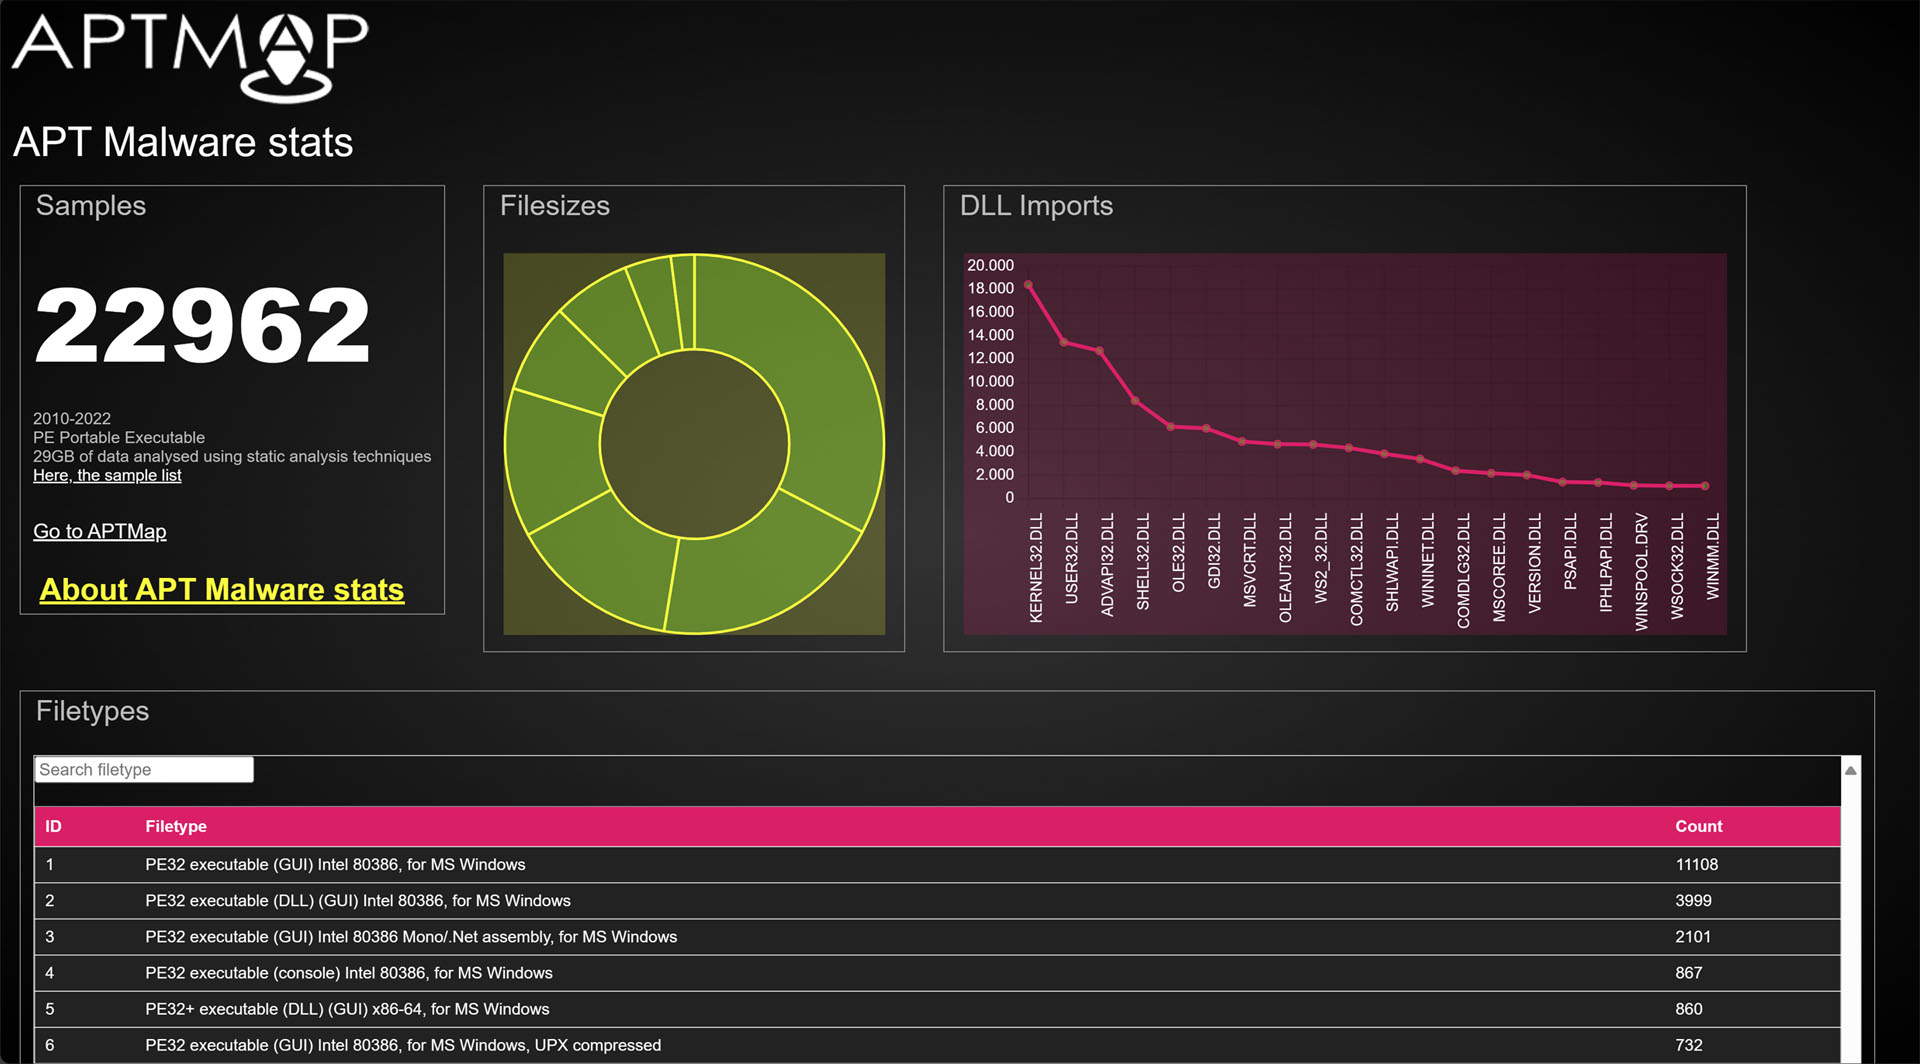 APTMAP
APT Malware stats
Samples
22962
2010-2022
PE Portable Executable
29GB of data analysed using static analysis techniques
Here, the sample list
Go to APTMap
About APT Malware stats
Filesizes
DLL Imports
20.000
18.000
16.000
14.000
12.000
10.000
8.000
6.000
4.000
2.000
0
KERNEL32.DLL
USER32.DLL
ADVAPI32.DLL
SHELL32.DLL
OLE32.DLL
GDI32.DLL
MSVCRT.DLL
OLEAUT32.DLL
WS2_32.DLL
COMCTL32.DLL
SHLWAPI.DLL
WININET.DLL
COMDLG32.DLL
MSCOREE.DLL
VERSION.DLL
PSAPI.DLL
IPHLPAPI.DLL
WINSPOOL.DRV
WSOCK32.DLL
WINMM.DLL
Filetypes
Search filetype
ID Filetype Count
1 PE32 executable (GUI) Intel 80386, for MS Windows 11108
2 PE32 executable (DLL) (GUI) Intel 80386, for MS Windows 3999
3 PE32 executable (GUI) Intel 80386 Mono/.Net assembly, for MS Windows 2101
4 PE32 executable (console) Intel 80386, for MS Windows 867
5 PE32+ executable (DLL) (GUI) x86-64, for MS Windows 860
6 PE32 executable (GUI) Intel 80386, for MS Windows, UPX compressed 732